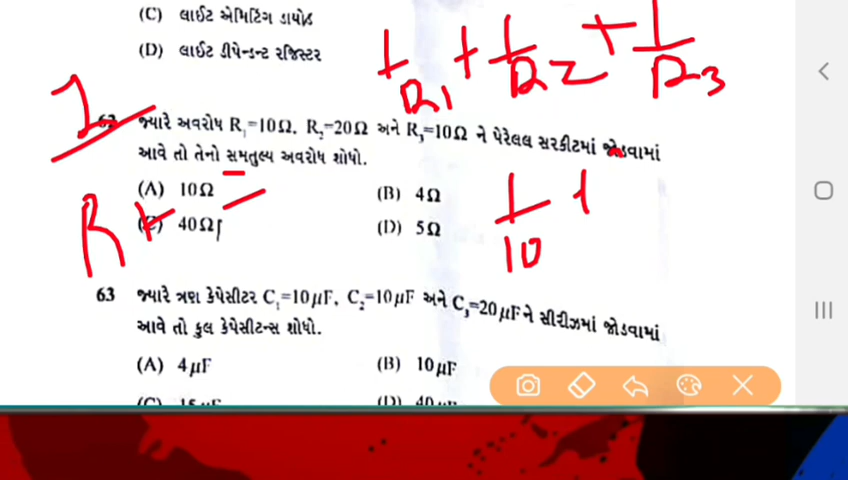 (C) લાઈટ એમિટિંગ ડાયોડ
(D) લાઈટ ડીપેન્ડન્ટ રજિસ્ટર
1/R1 + 1/R2 + 1/R3
1
62 જ્યારે અવરોધ R₁=10Ω, R₂=20Ω અને R₃=10Ω ને પેરેલલ સરકીટમાં જોડવામાં
આવે તો તેનો સમતુલ્ય અવરોધ શોધો.
(A) 10Ω (B) 4Ω
(C) 40Ω (D) 5Ω
1/10 +
63 જ્યારે ત્રણ કેપેસીટર C₁=10μF, C₂=10μF અને C₃=20μF ને સીરીઝમાં જોડવામાં
આવે તો કુલ કેપેસીટન્સ શોધો.
(A) 4μF (B) 10μF